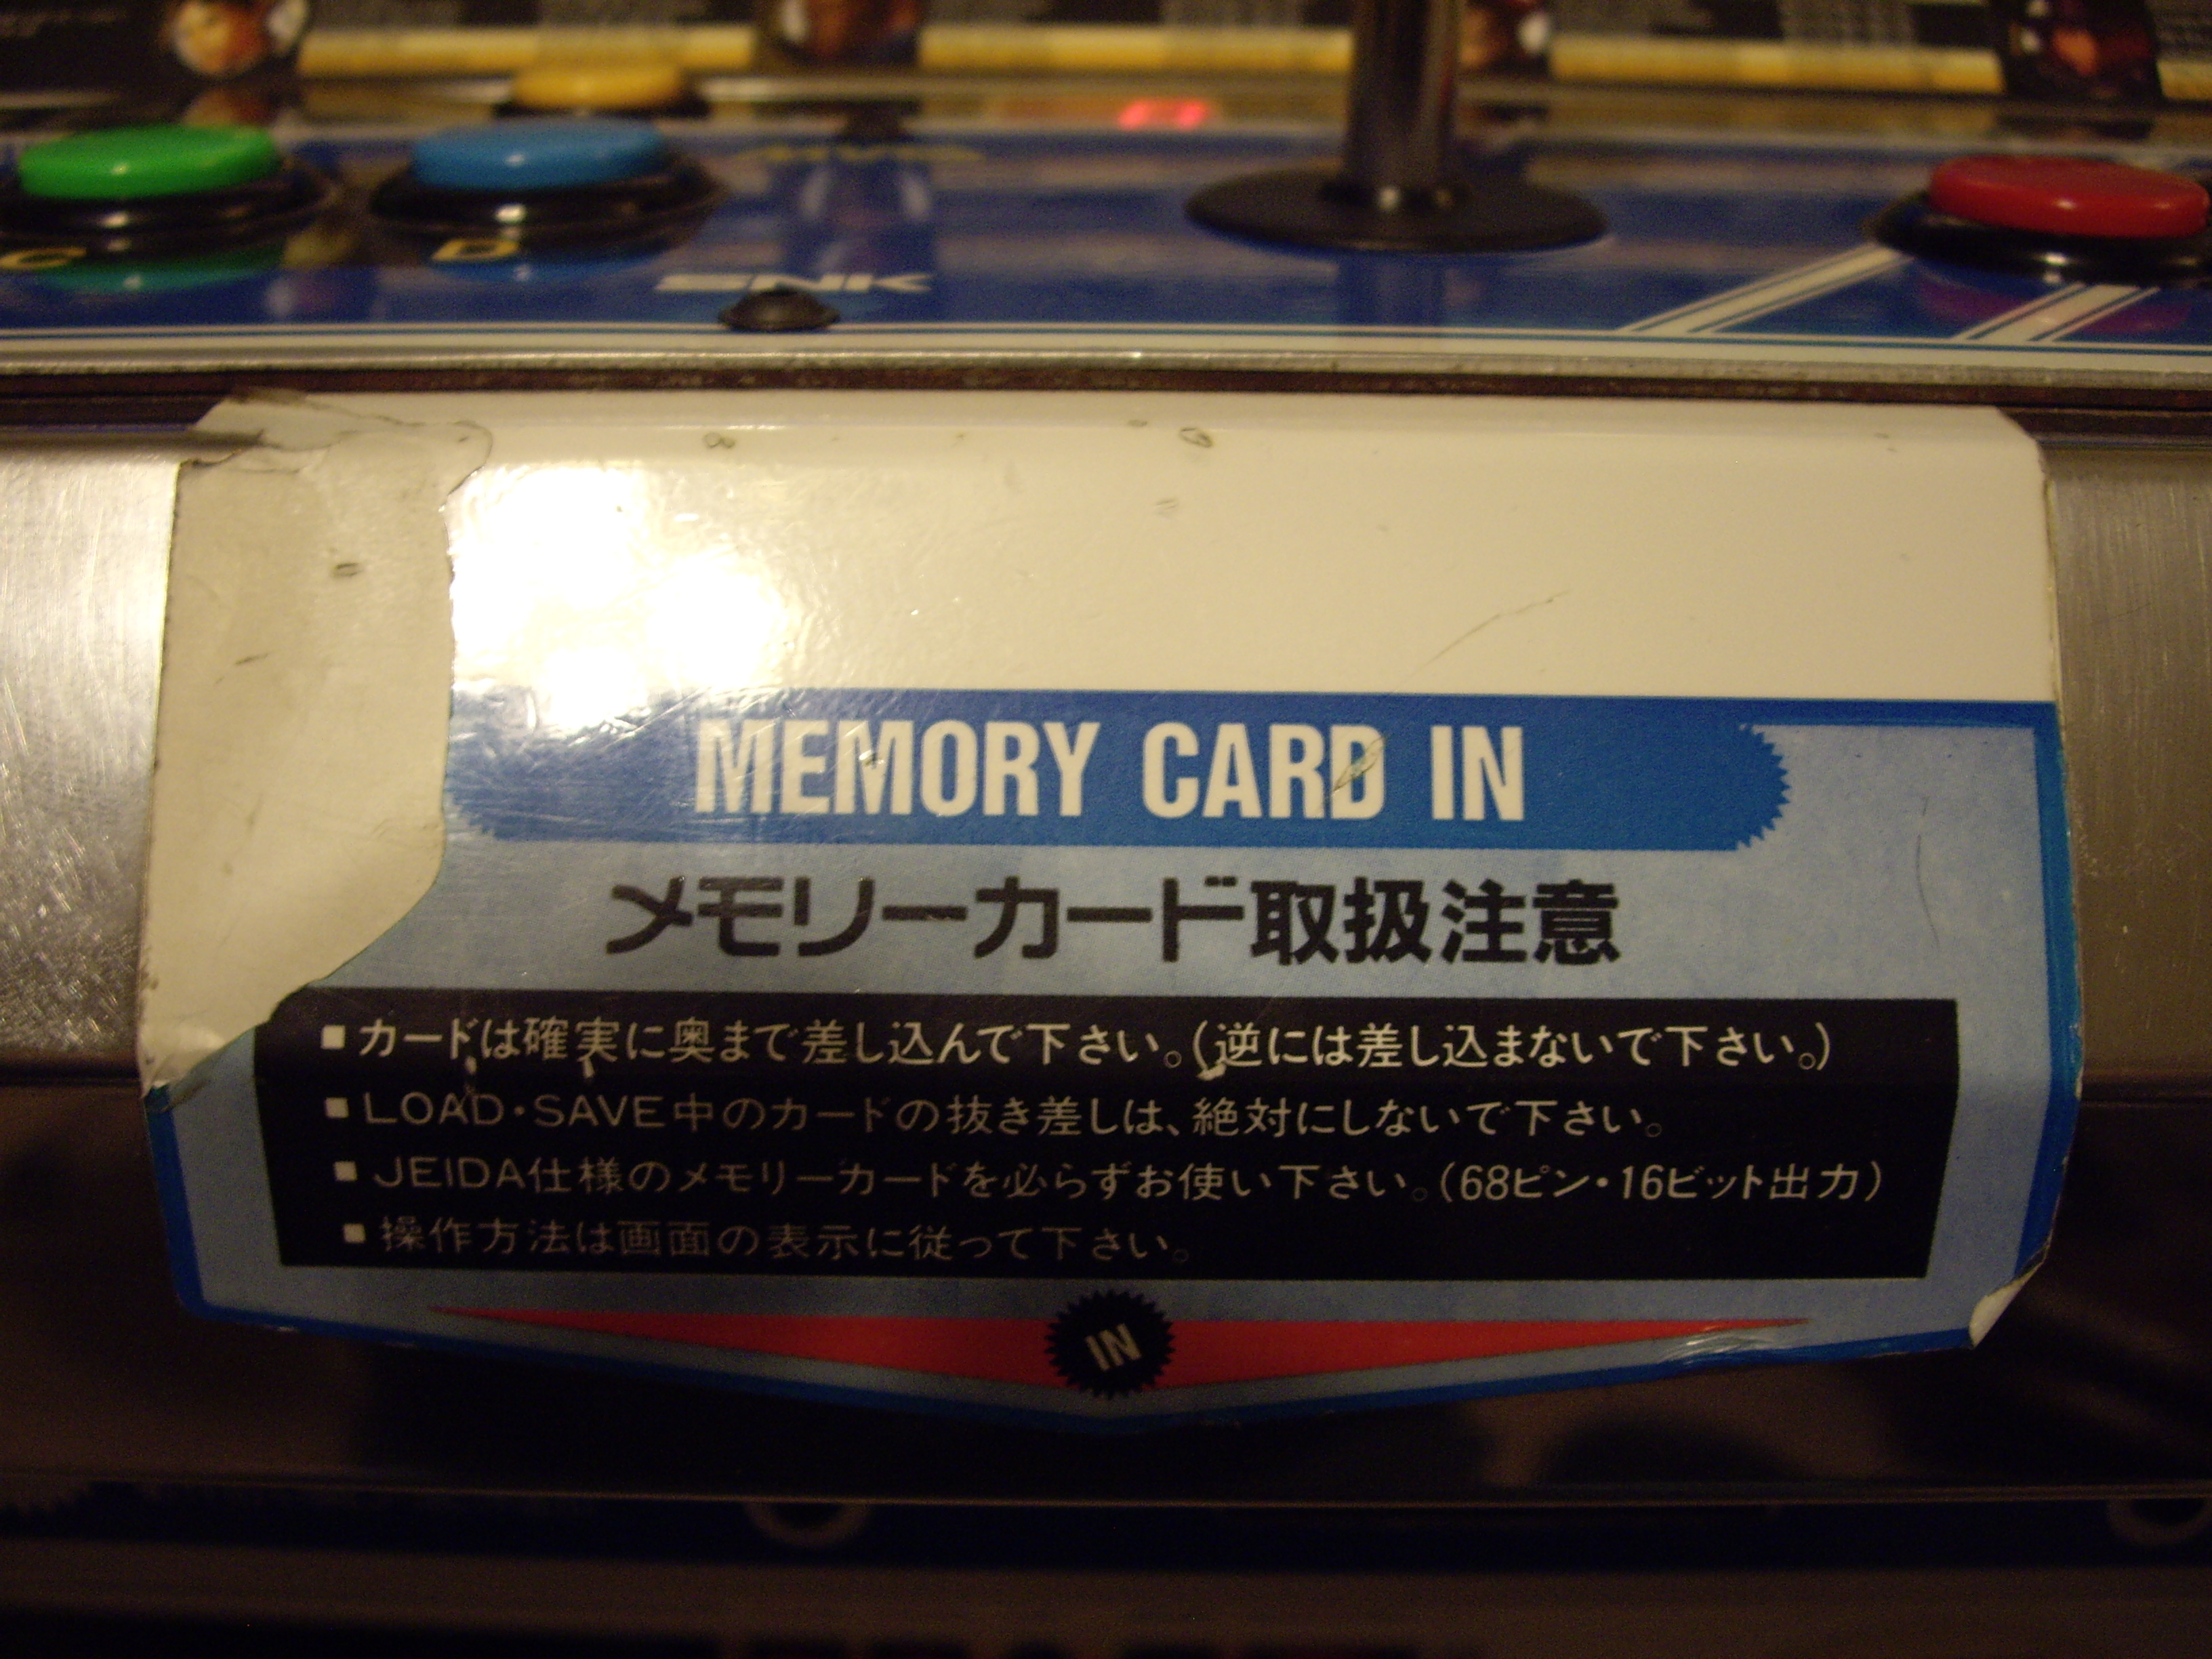 C
D
SNK
MEMORY CARD IN
メモリーカード取扱注意
■カードは確実に奥まで差し込んで下さい。(逆には差し込まないで下さい。)
■LOAD・SAVE中のカードの抜き差しは、絶対にしないで下さい。
■JEIDA仕様のメモリーカードを必らずお使い下さい。(68ピン・16ビット出力)
■操作方法は画面の表示に従って下さい。
IN